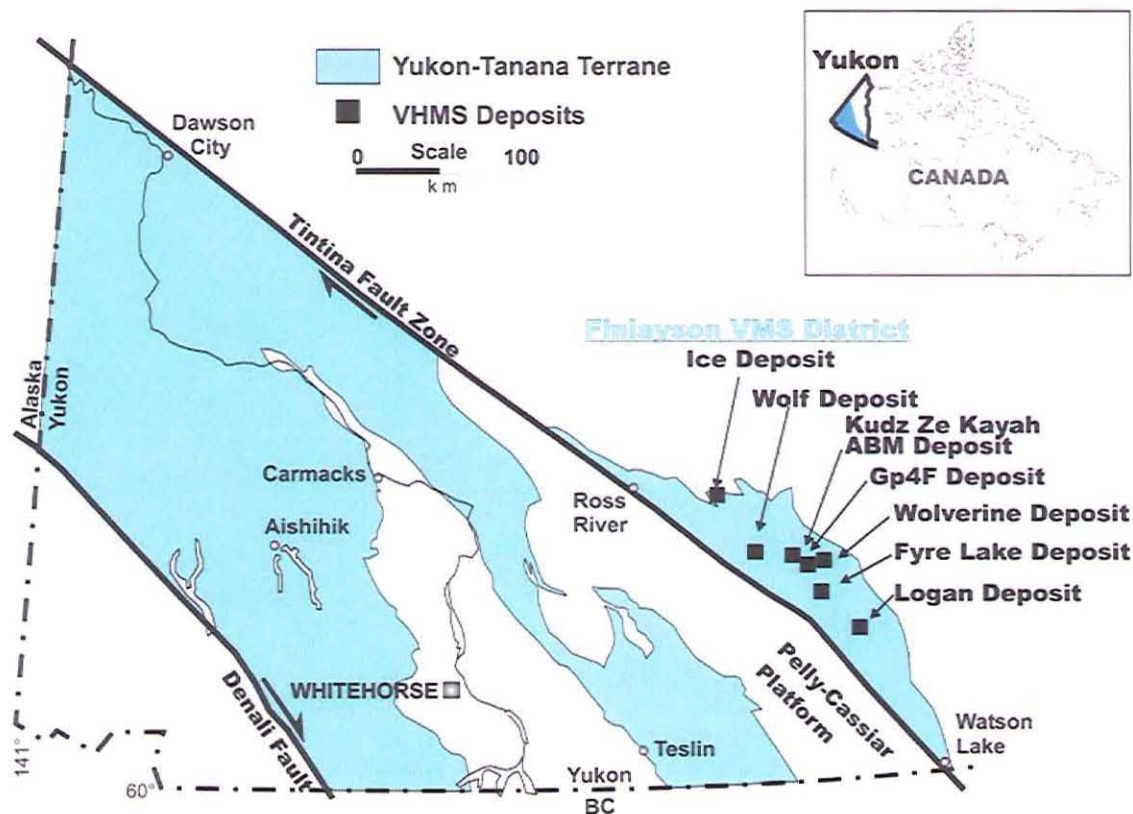 Yukon-Tanana Terrane
VHMS Deposits
0 Scale 100
km
Yukon
CANADA
Dawson
City
Tintina Fault Zone
Finlayson VMS District
Ice Deposit
Wolf Deposit
Kudz Ze Kayah
ABM Deposit
Gp4F Deposit
Wolverine Deposit
Fyre Lake Deposit
Logan Deposit
Alaska
Yukon
Carmacks
Ross
River
Aishihik
WHITEHORSE
Pelly-Cassiar
Platform
Denali Fault
Teslin
Watson
Lake
141°
60°
Yukon
BC